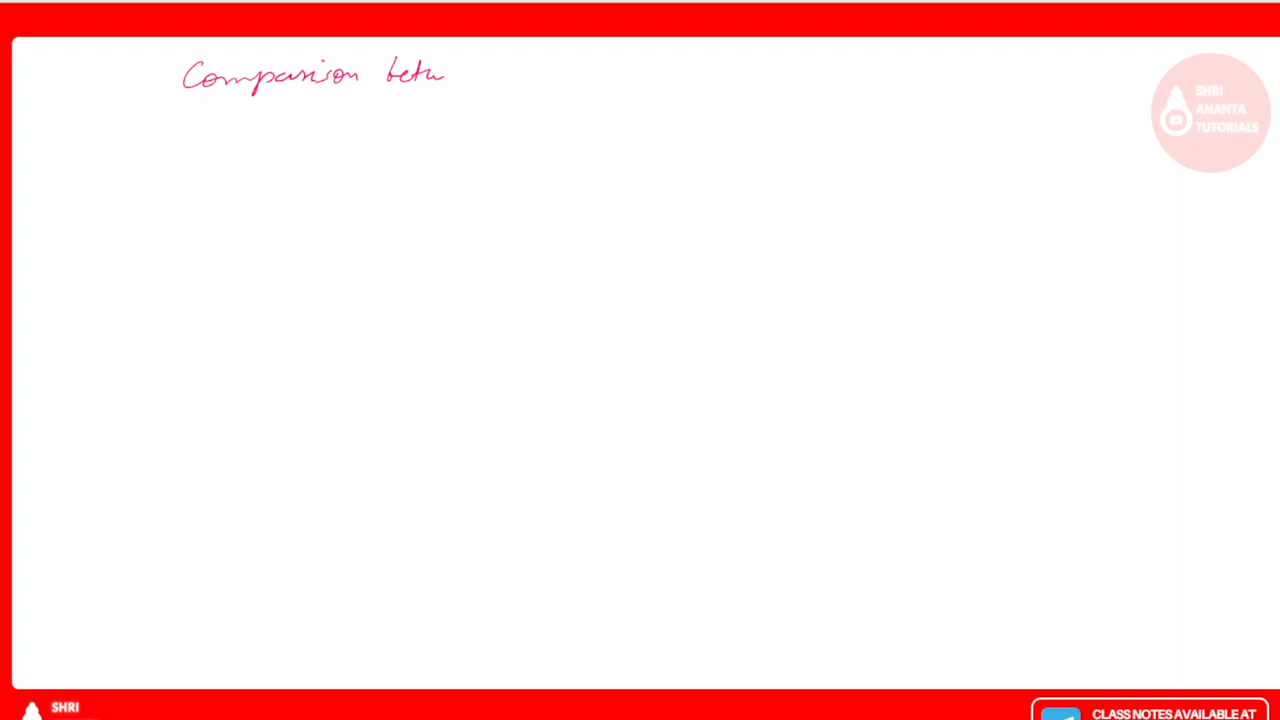 Comparision betw
SHRI
ANANTA
TUTORIALS
SHRI
CLASS NOTES AVAILABLE AT